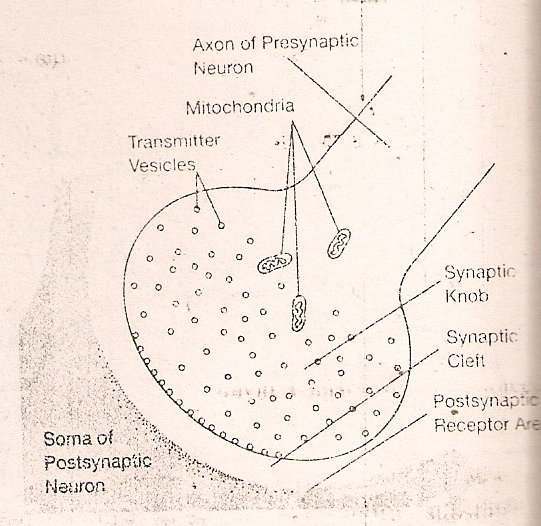 Axon of Presynaptic
Neuron
Mitochondria
Transmitter
Vesicles
Synaptic
Knob
Synaptic
Cleft
Postsynaptic
Receptor Are
Soma of
Postsynaptic
Neuron